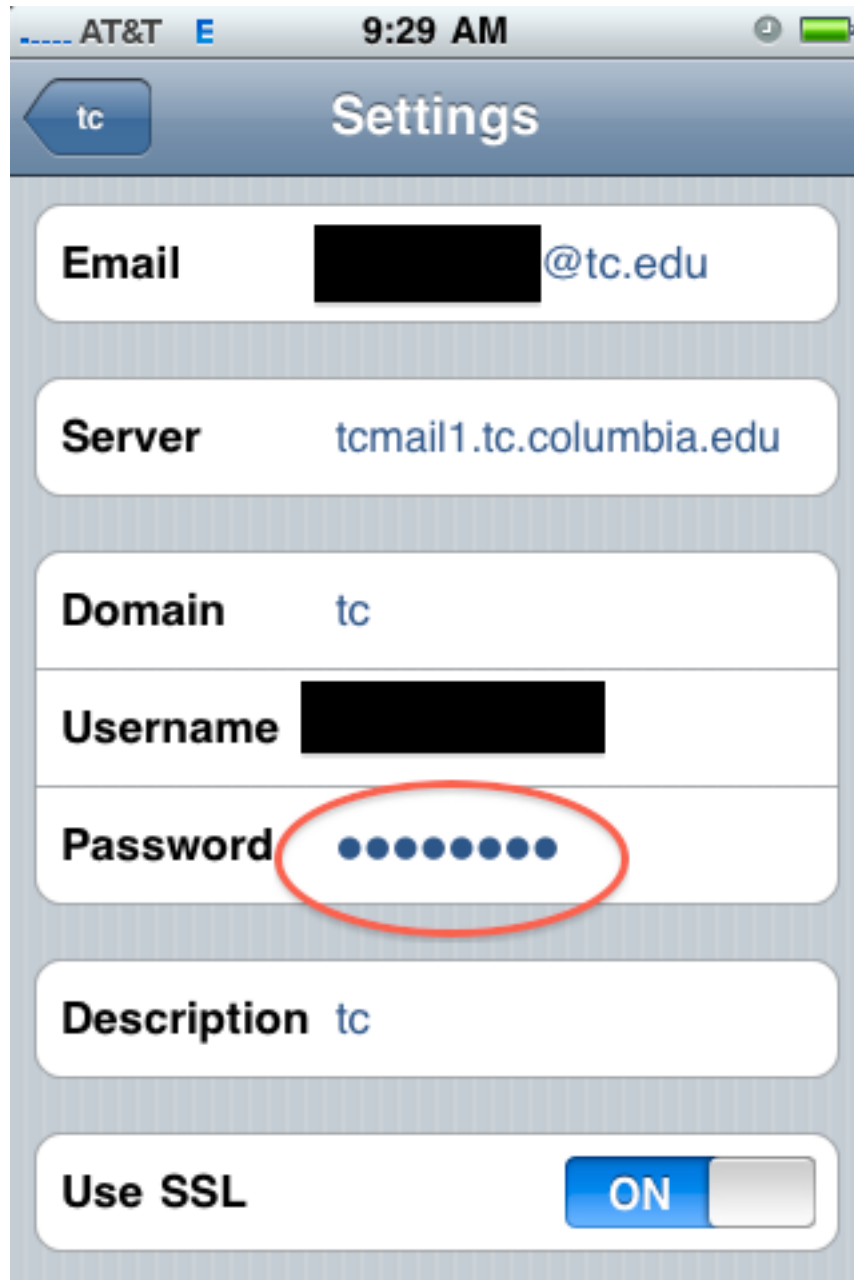 AT&T E 9:29 AM
tc Settings
Email @tc.edu
Server tcmail1.tc.columbia.edu
Domain tc
Username
Password ●●●●●●●●
Description tc
Use SSL ON